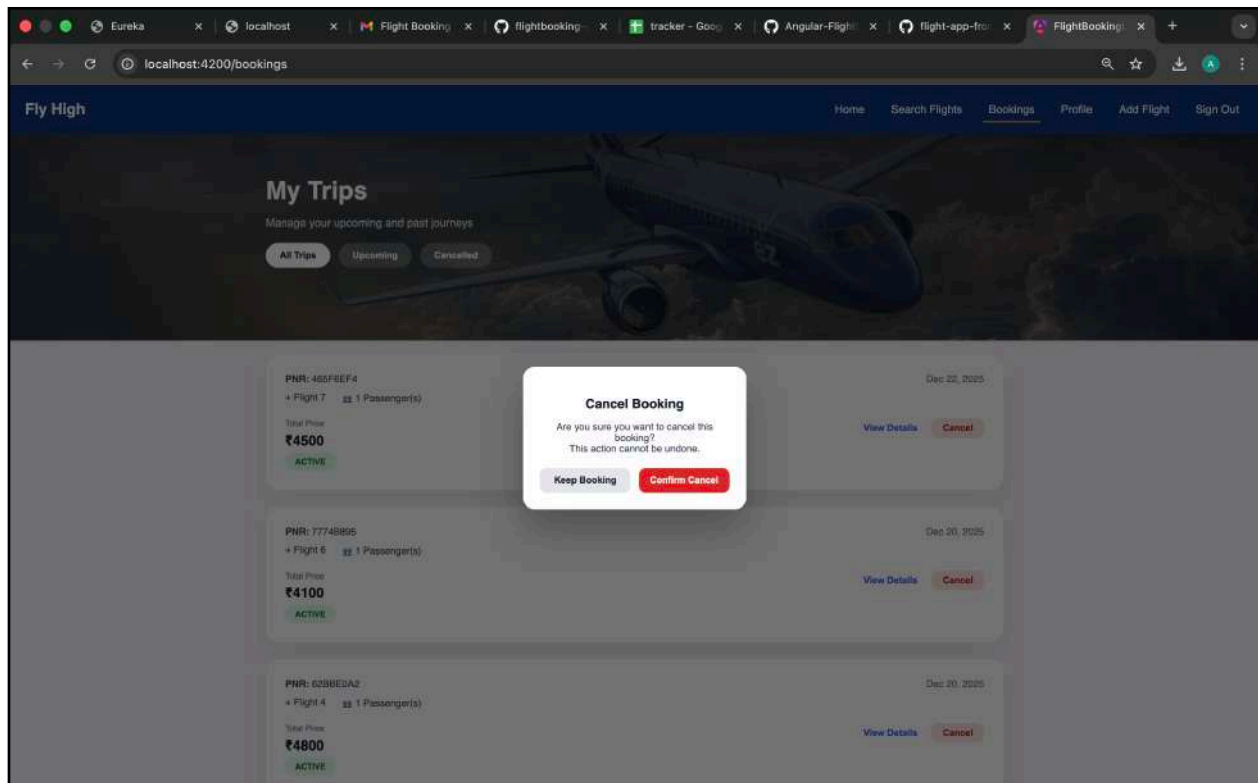 Eureka
localhost
Flight Booking
flightbooking-
tracker - Goog
Angular-Flight
flight-app-fron
FlightBooking
localhost:4200/bookings
A
Fly High
Home
Search Flights
Bookings
Profile
Add Flight
Sign Out
My Trips
Manage your upcoming and past journeys
All Trips
Upcoming
Cancelled
PNR:
Dec 22, 2025
Flight 7
1 Passenger(s)
Total Price
₹4500
View Details
Cancel
ACTIVE
Cancel Booking
Are you sure you want to cancel this
booking?
This action cannot be undone.
Keep Booking
Confirm Cancel
PNR: 7774B895
Dec 20, 2025
Flight 6
1 Passenger(s)
Total Price
₹4100
View Details
Cancel
ACTIVE
PNR:
Dec 20, 2025
Flight 4
1 Passenger(s)
Total Price
₹4800
View Details
Cancel
ACTIVE